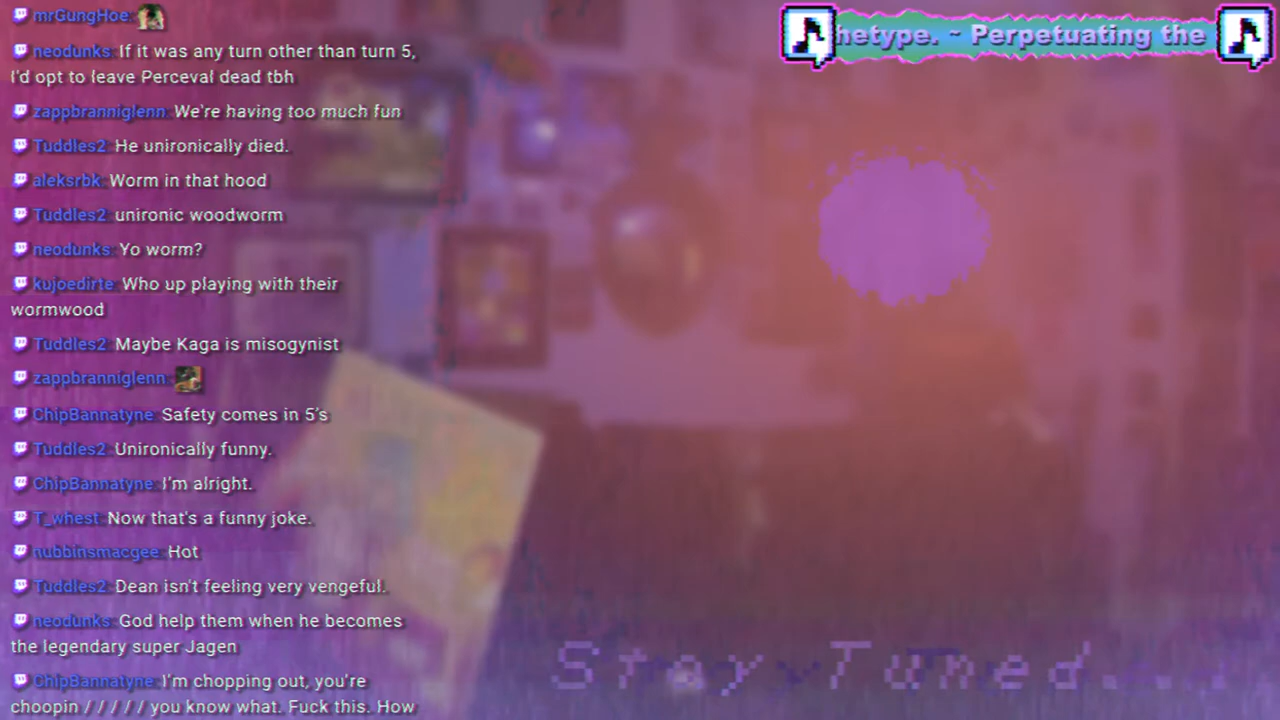 mrGungHoe:
hetype. ~ Perpetuating the
neodunks: If it was any turn other than turn 5,
I'd opt to leave Perceval dead tbh
zappbranniglenn: We're having too much fun
Tuddles2: He unironically died.
aleksrbk: Worm in that hood
Tuddles2: unironic woodworm
neodunks: Yo worm?
kujoedirte: Who up playing with their
wormwood
Tuddles2: Maybe Kaga is misogynist
zappbranniglenn:
ChipBannatyne: Safety comes in 5's
Tuddles2: Unironically funny.
ChipBannatyne: I'm alright.
T_whest: Now that's a funny joke.
nubbinsmacgee: Hot
Tuddles2: Dean isn't feeling very vengeful.
neodunks: God help them when he becomes
the legendary super Jagen
ChipBannatyne: I'm chopping out, you're
choopin / / / / / you know what. Fuck this. How
Stay Tuned...